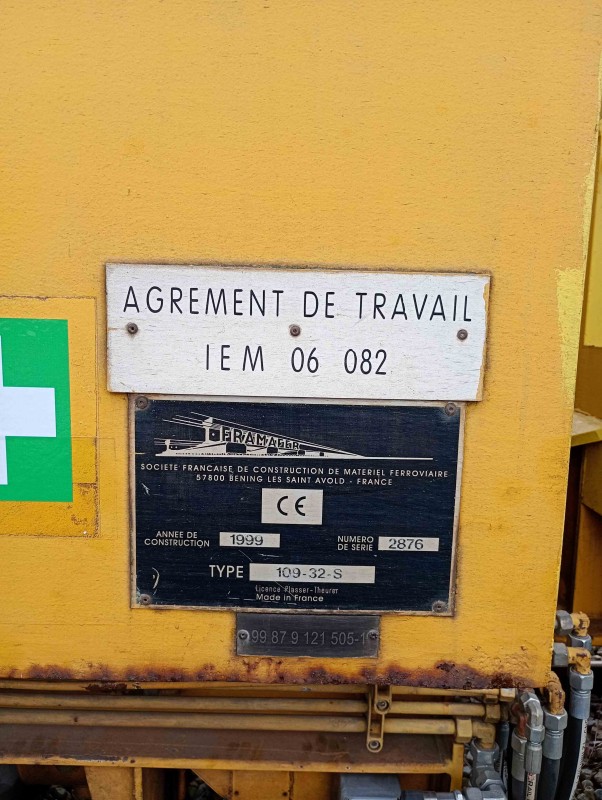 AGREMENT DE TRAVAIL
IEM 06 082
FRAMAFER
SOCIETE FRANCAISE DE CONSTRUCTION DE MATERIEL FERROVIAIRE
57800 BENING LES SAINT AVOLD - FRANCE
CE
ANNEE DE CONSTRUCTION 1999 NUMERO DE SERIE 2876
TYPE 109-32-S
Licence Plasser-Theurer
Made in France
99 87 9 121 505-1